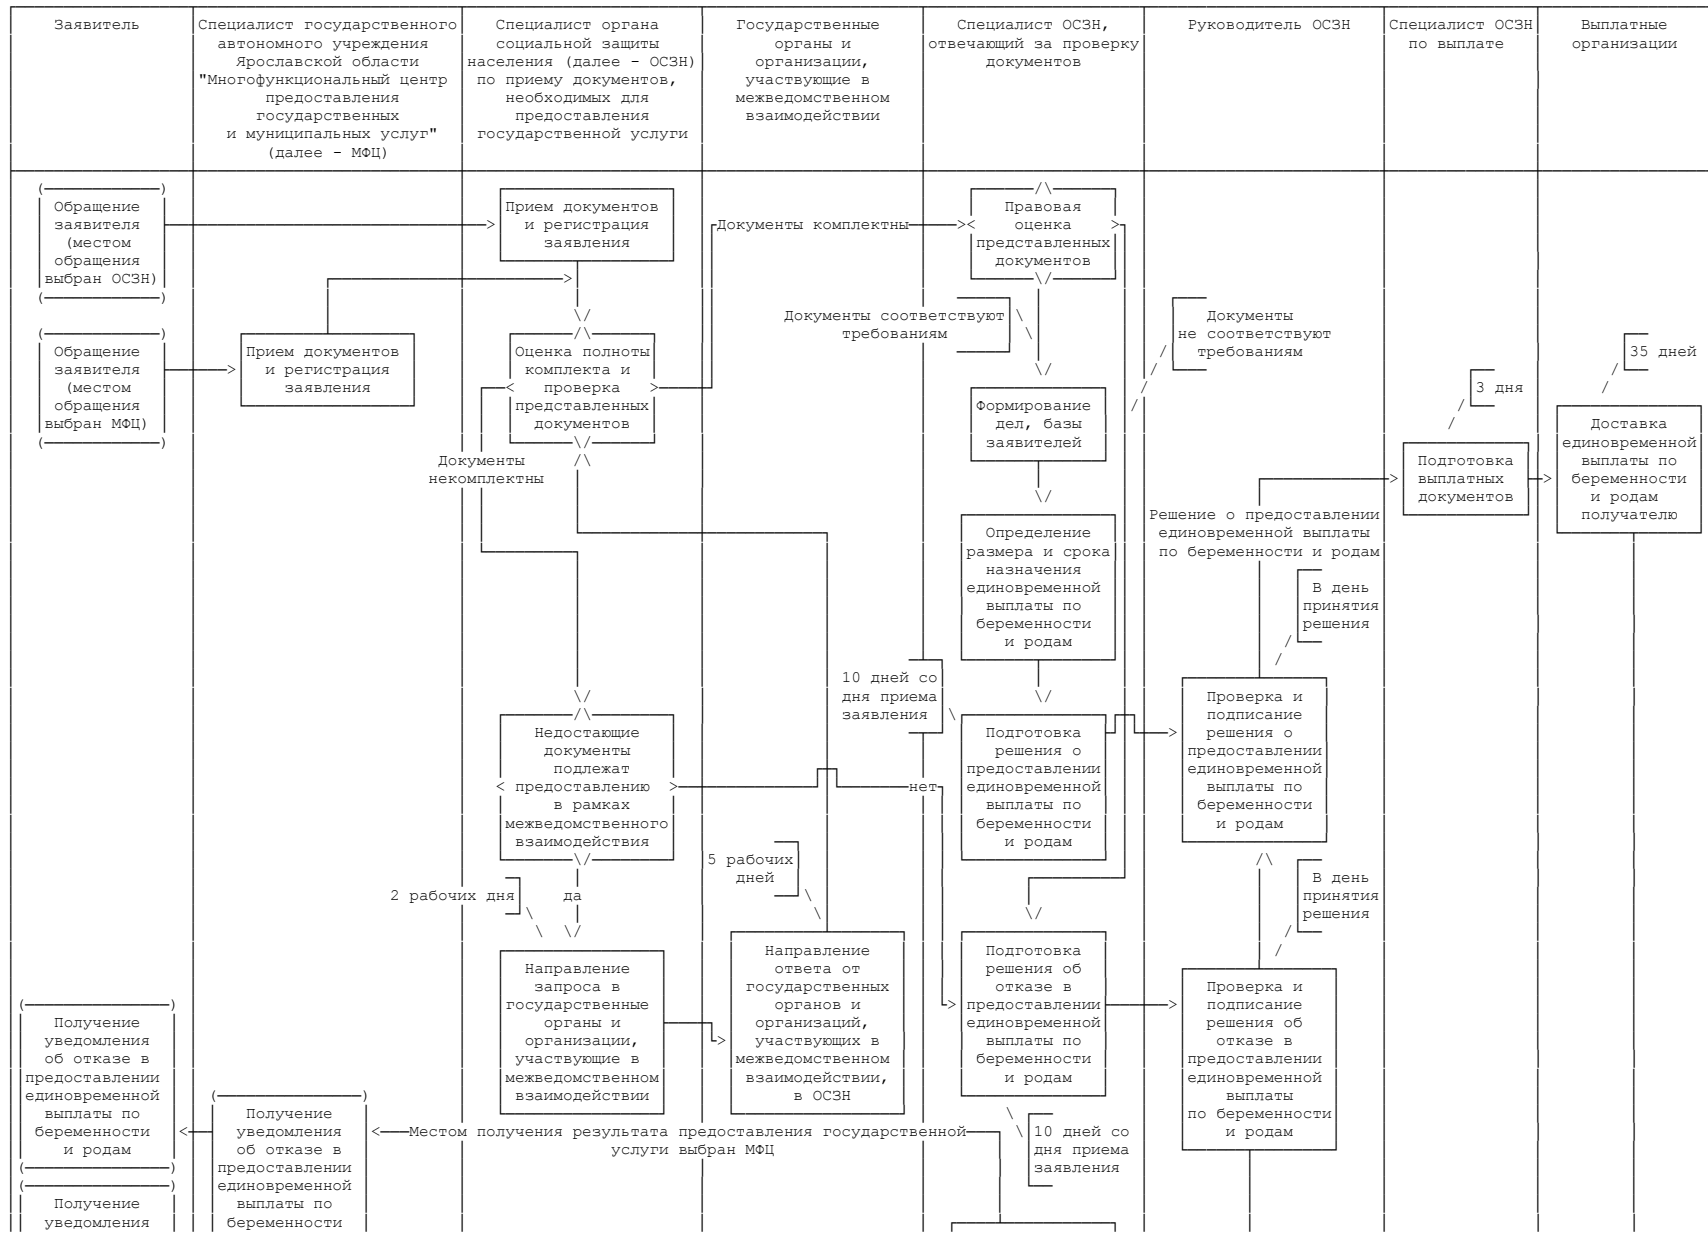 Заявитель
Специалист государственного
автономного учреждения
Ярославской области
"Многофункциональный центр
предоставления
государственных
и муниципальных услуг"
(далее - МФЦ)
Специалист органа
социальной защиты
населения (далее - ОСЗН)
по приему документов,
необходимых для
предоставления
государственной услуги
Государственные
органы и
организации,
участвующие в
межведомственном
взаимодействии
Специалист ОСЗН,
отвечающий за проверку
документов
Руководитель ОСЗН
Специалист ОСЗН
по выплате
Выплатные
организации
Обращение
заявителя
(местом
обращения
выбран ОСЗН)
Прием документов
и регистрация
заявления
Документы комплектны
Правовая
оценка
представленных
документов
Обращение
заявителя
(местом
обращения
выбран МФЦ)
Прием документов
и регистрация
заявления
Оценка полноты
комплекта и
проверка
представленных
документов
Документы соответствуют
требованиям
Документы
не соответствуют
требованиям
35 дней
3 дня
Формирование
дел, базы
заявителей
Доставка
единовременной
выплаты по
беременности
и родам
получателю
Подготовка
выплатных
документов
Документы
некомплектны
Решение о предоставлении
единовременной выплаты
по беременности и родам
Определение
размера и срока
назначения
единовременной
выплаты по
беременности
и родам
В день
принятия
решения
10 дней со
дня приема
заявления
Недостающие
документы
подлежат
предоставлению
в рамках
межведомственного
взаимодействия
нет
Подготовка
решения о
предоставлении
единовременной
выплаты по
беременности
и родам
Проверка и
подписание
решения о
предоставлении
единовременной
выплаты по
беременности
и родам
5 рабочих
дней
2 рабочих дня
да
В день
принятия
решения
Направление
запроса в
государственные
органы и
организации,
участвующие в
межведомственном
взаимодействии
Направление
ответа от
государственных
органов и
организаций,
участвующих в
межведомственном
взаимодействии,
в ОСЗН
Подготовка
решения об
отказе в
предоставлении
единовременной
выплаты по
беременности
и родам
Проверка и
подписание
решения об
отказе в
предоставлении
единовременной
выплаты
по беременности
и родам
Получение
уведомления
об отказе в
предоставлении
единовременной
выплаты по
беременности
и родам
Получение
уведомления
об отказе в
предоставлении
единовременной
выплаты по
беременности
Местом получения результата предоставления государственной
услуги выбран МФЦ
10 дней со
дня приема
заявления
Получение
уведомления